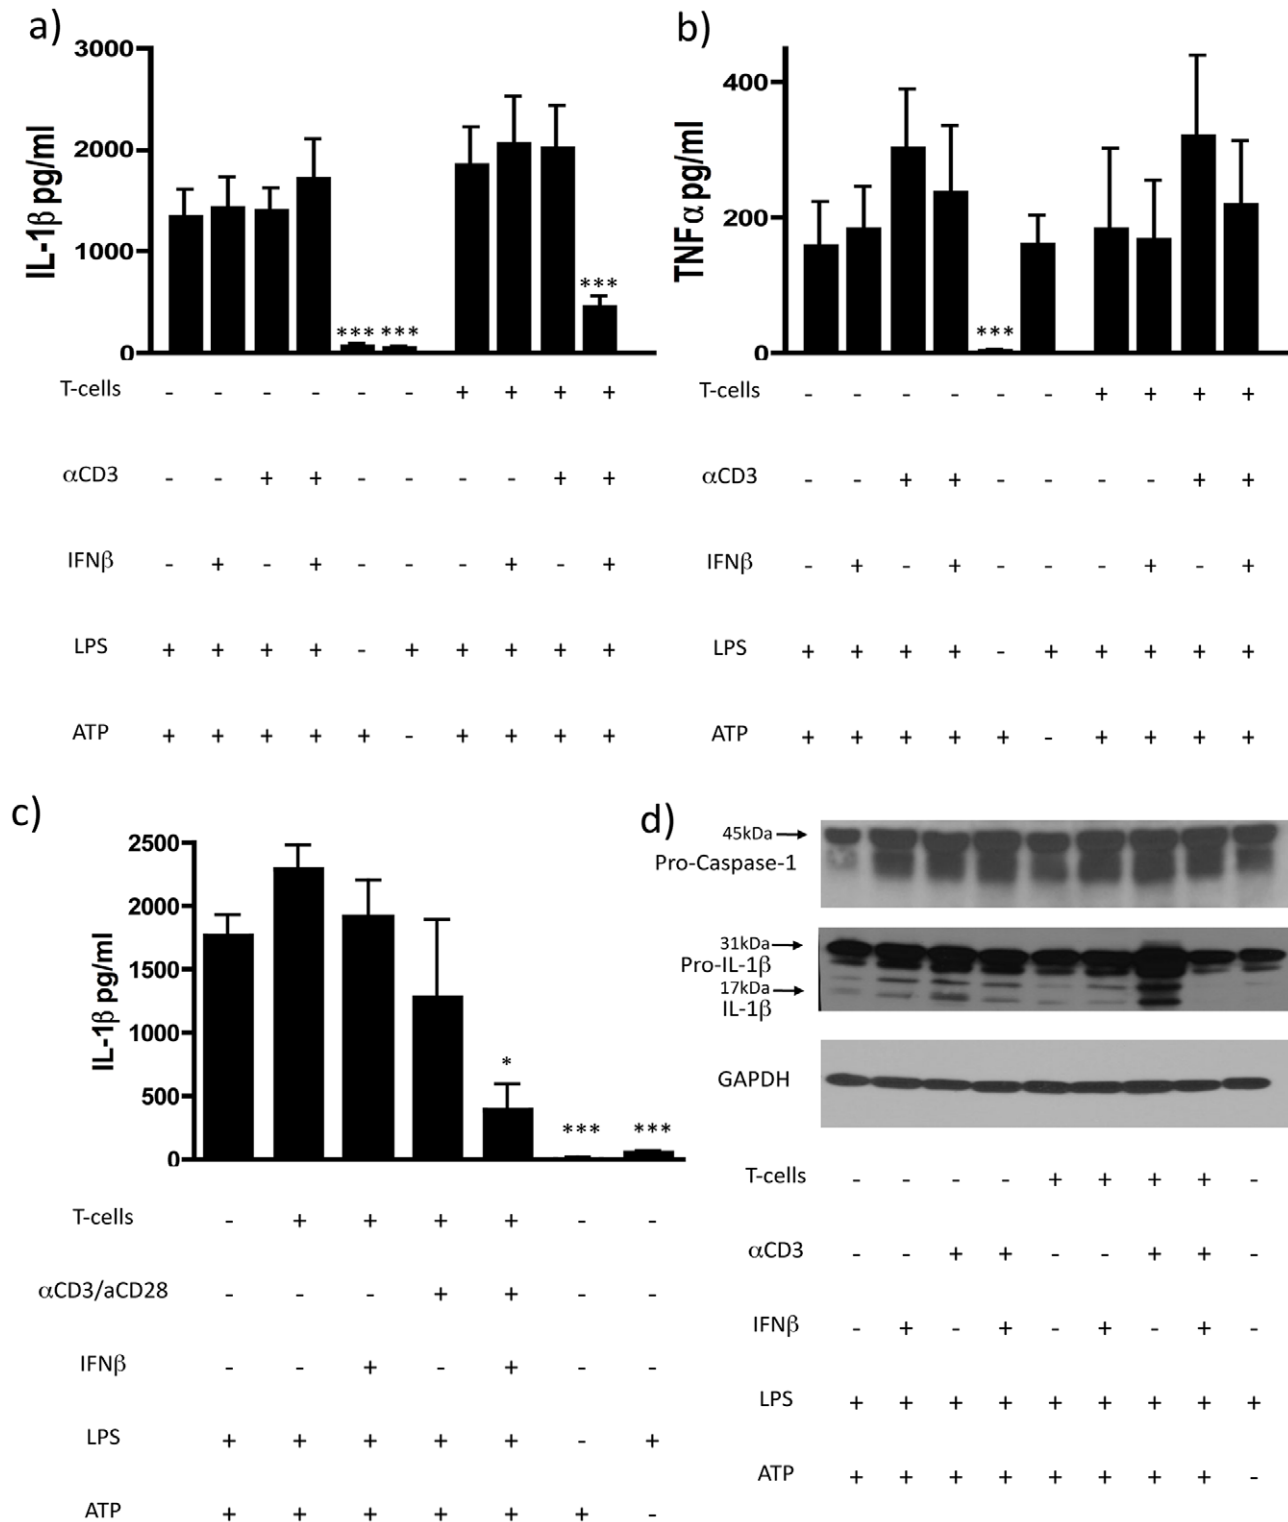 a)
IL-1β pg/ml
3000
2000
1000
0
*** ***
***
T-cells - - - - - - + + + +
αCD3 - - + + - - - - + +
IFNβ - + - + - - - + - +
LPS + + + + - + + + + +
ATP + + + + + - + + + +
b)
TNFα pg/ml
400
200
0
***
T-cells - - - - - - + + + +
αCD3 - - + + - - - - + +
IFNβ - + - + - - - + - +
LPS + + + + - + + + + +
ATP + + + + + - + + + +
c)
IL-1β pg/ml
2500
2000
1500
1000
500
0
*
*** ***
T-cells - + + + + - -
αCD3/aCD28 - - - + + - -
IFNβ - - + - + - -
LPS + + + + + - +
ATP + + + + + + -
d)
45kDa
Pro-Caspase-1
31kDa
Pro-IL-1β
17kDa
IL-1β
GAPDH
T-cells - - - - + + + + -
αCD3 - - + + - - + + -
IFNβ - + - + - + - + -
LPS + + + + + + + + +
ATP + + + + + + + + -